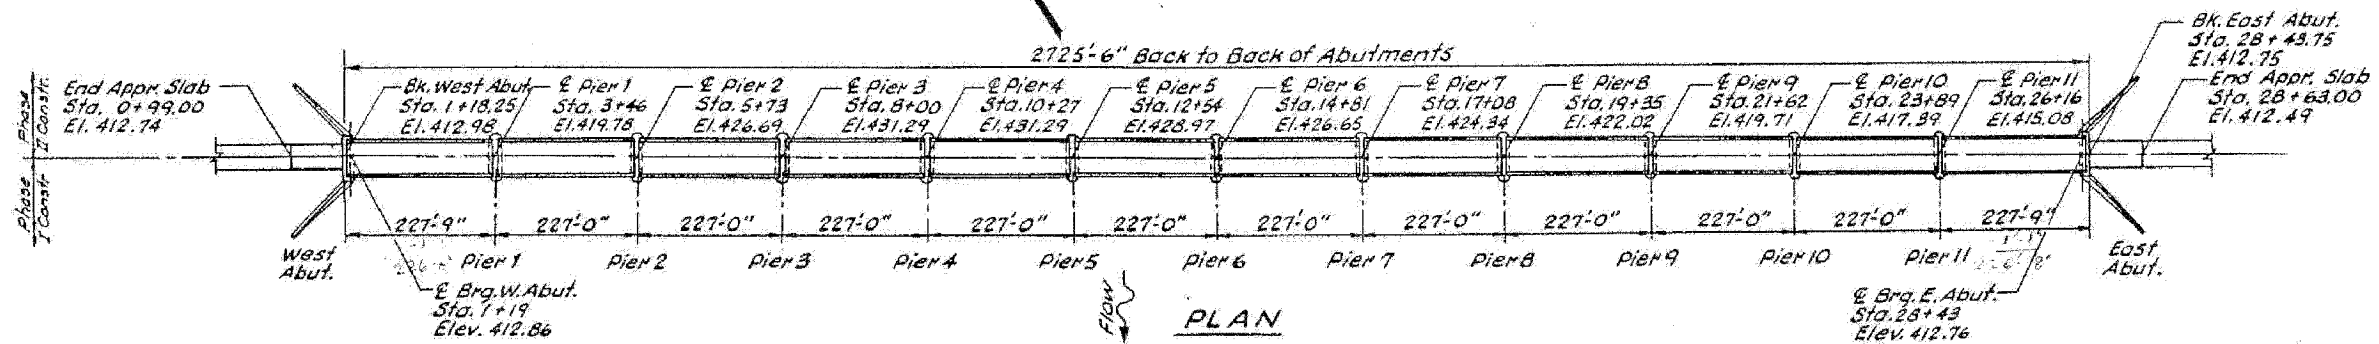 2725'-6" Back to Back of Abutments
Bk. East Abut.
Sta. 28+43.75
El. 412.75
End Appr. Slab
Sta. 28+63.00
El. 412.49
Phase
II Constr.
Phase
I Constr.
End Appr. Slab
Sta. 0+99.00
El. 412.74
Bk. West Abut.
Sta. 1+18.25
El. 412.98
℄ Pier 1
Sta. 3+46
El. 419.78
℄ Pier 2
Sta. 5+73
El. 426.69
℄ Pier 3
Sta. 8+00
El. 431.29
℄ Pier 4
Sta. 10+27
El. 431.29
℄ Pier 5
Sta. 12+54
El. 428.97
℄ Pier 6
Sta. 14+81
El. 426.65
℄ Pier 7
Sta. 17+08
El. 424.34
℄ Pier 8
Sta. 19+35
El. 422.02
℄ Pier 9
Sta. 21+62
El. 419.71
℄ Pier 10
Sta. 23+89
El. 417.39
℄ Pier 11
Sta. 26+16
El. 415.08
227'-9" 227'-0" 227'-0" 227'-0" 227'-0" 227'-0" 227'-0" 227'-0" 227'-0" 227'-0" 227'-0" 227'-9"
West
Abut.
Pier 1 Pier 2 Pier 3 Pier 4 Pier 5 Pier 6 Pier 7 Pier 8 Pier 9 Pier 10 Pier 11
East
Abut.
℄ Brg. W. Abut.
Sta. 1+19
Elev. 412.86
Flow
PLAN
℄ Brg. E. Abut.
Sta. 28+43
Elev. 412.76